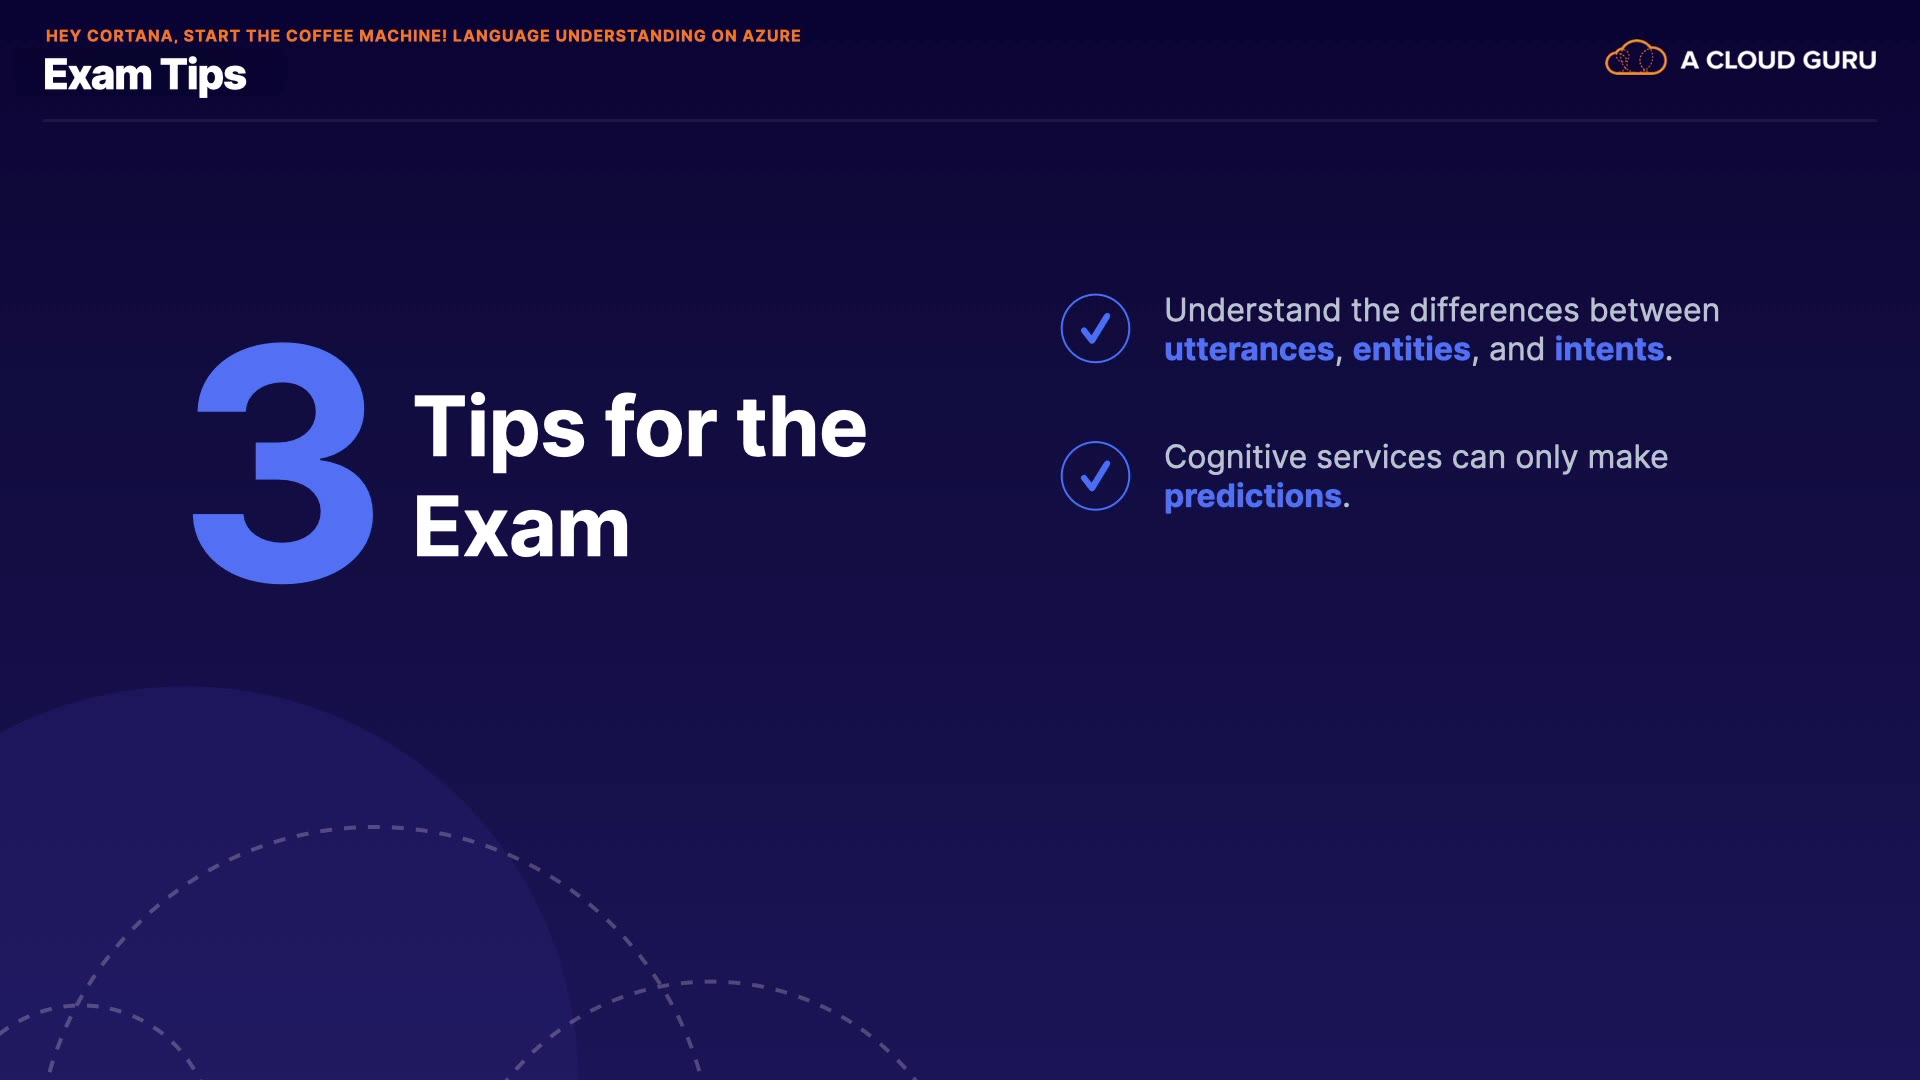 HEY CORTANA, START THE COFFEE MACHINE! LANGUAGE UNDERSTANDING ON AZURE
Exam Tips
A CLOUD GURU
3
Tips for the
Exam
Understand the differences between
utterances, entities, and intents.
Cognitive services can only make
predictions.